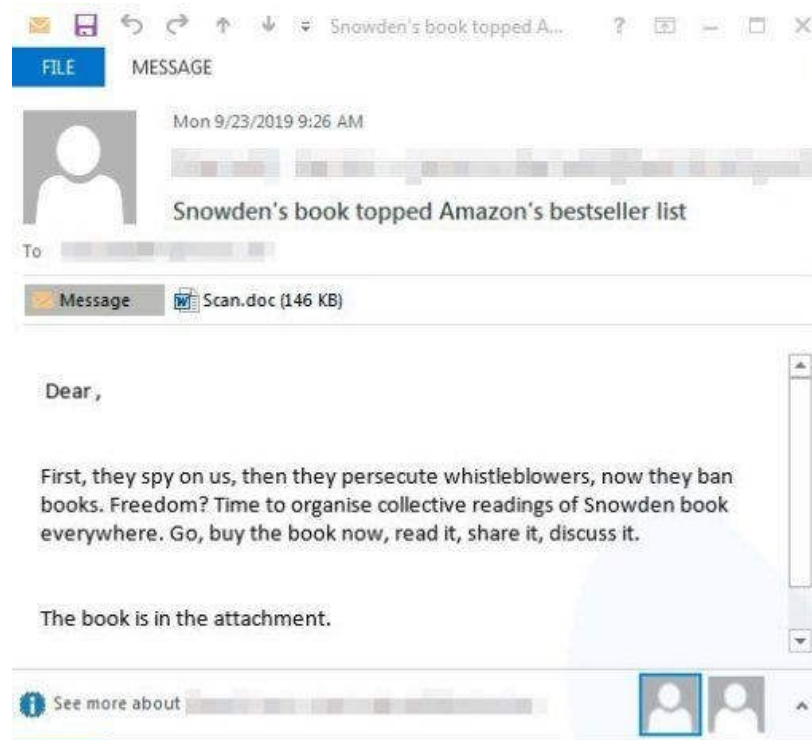 Snowden's book topped A... ?
FILE MESSAGE
Mon 9/23/2019 9:26 AM
Snowden's book topped Amazon's bestseller list
To
Message Scan.doc (146 KB)
Dear ,
First, they spy on us, then they persecute whistleblowers, now they ban
books. Freedom? Time to organise collective readings of Snowden book
everywhere. Go, buy the book now, read it, share it, discuss it.
The book is in the attachment.
See more about